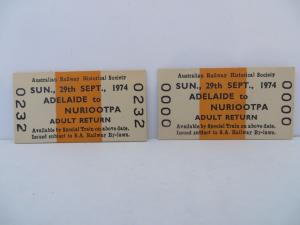 Australian Railway Historical Society
SUN., 29th SEPT., 1974
ADELAIDE to
NURIOOTPA
ADULT RETURN
Available by Special Train on above date.
Issued subject to S.A. Railway By-laws.
0232
0232
Australian Railway Historical Society
SUN., 29th SEPT., 1974
ADELAIDE to
NURIOOTPA
ADULT RETURN
Available by Special Train on above date.
Issued subject to S.A. Railway By-laws.
000
000